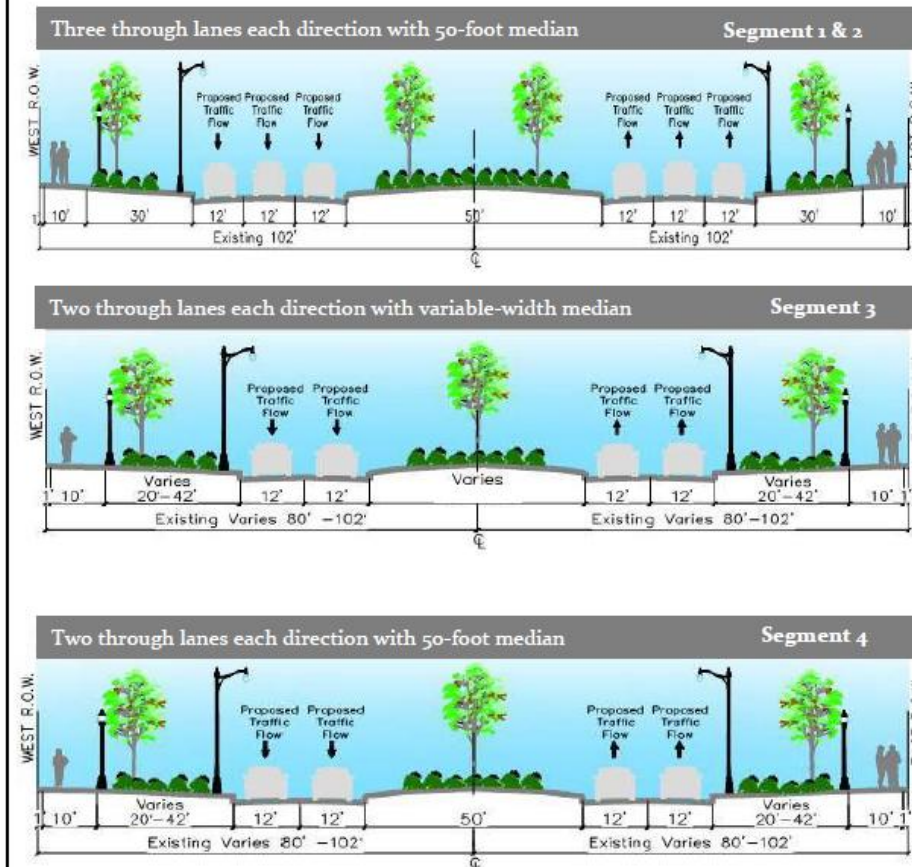 Three through lanes each direction with 50-foot median Segment 1 & 2
WEST R.O.W.
Proposed Traffic Flow
Proposed Traffic Flow
Proposed Traffic Flow
Proposed Traffic Flow
Proposed Traffic Flow
Proposed Traffic Flow
1' 10' 30' 12' 12' 12' 50' 12' 12' 12' 30' 10'
Existing 102' Existing 102'
℄
Two through lanes each direction with variable-width median Segment 3
WEST R.O.W.
Proposed Traffic Flow
Proposed Traffic Flow
Proposed Traffic Flow
Proposed Traffic Flow
Varies Varies Varies
1' 10' 20'-42' 12' 12' 12' 12' 20'-42' 10' 1'
Existing Varies 80' -102' Existing Varies 80'-102'
℄
Two through lanes each direction with 50-foot median Segment 4
WEST R.O.W.
Proposed Traffic Flow
Proposed Traffic Flow
Proposed Traffic Flow
Proposed Traffic Flow
Varies Varies
1' 10' 20'-42' 12' 12' 50' 12' 12' 20'-42' 10' 1'
Existing Varies 80' -102' Existing Varies 80'-102'
℄